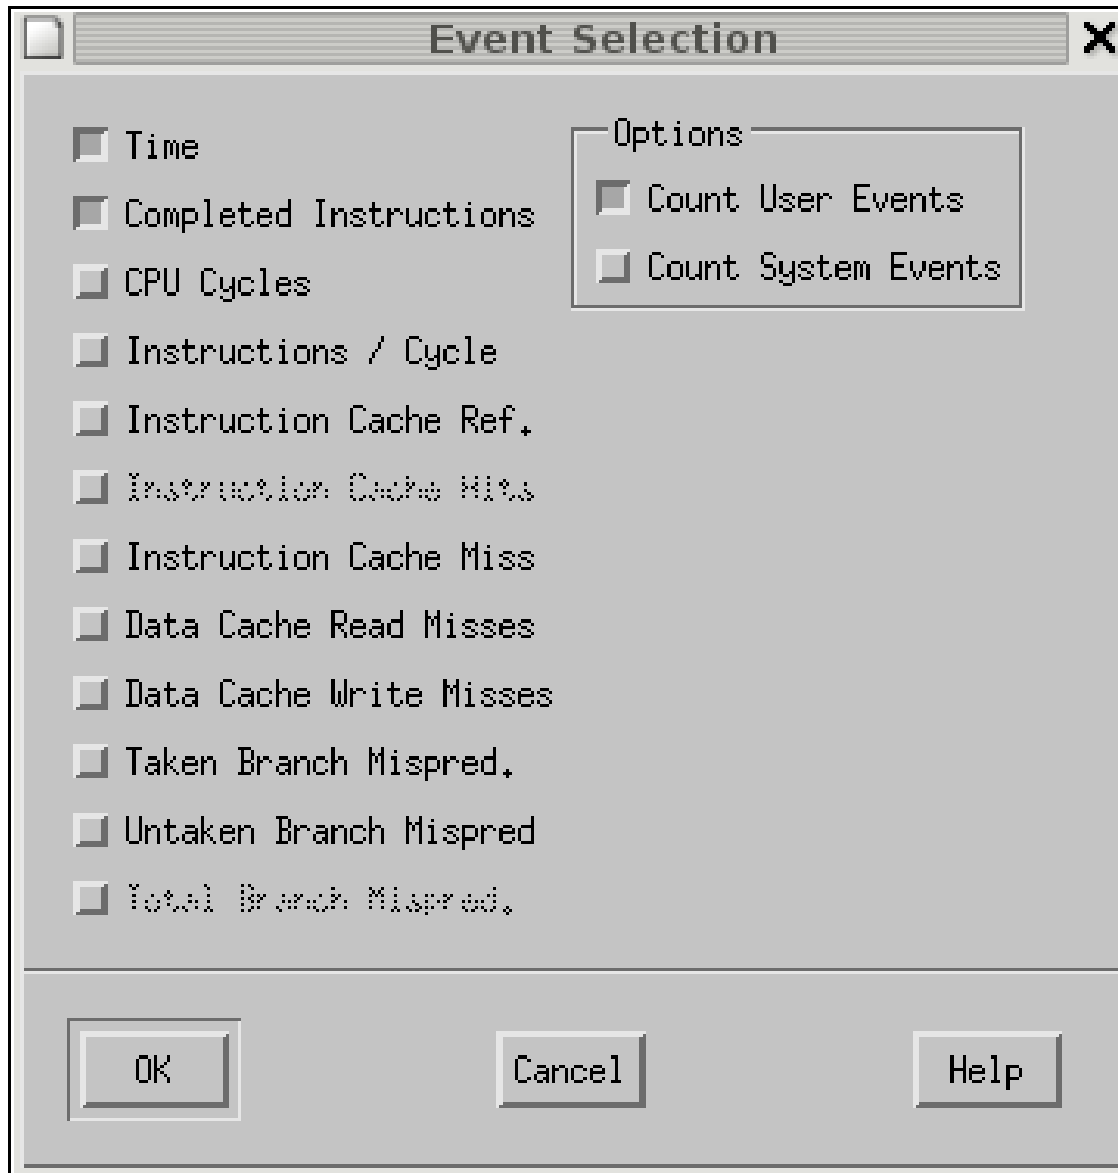 Event Selection
Time
Completed Instructions
CPU Cycles
Instructions / Cycle
Instruction Cache Ref.
Instruction Cache Hits
Instruction Cache Miss
Data Cache Read Misses
Data Cache Write Misses
Taken Branch Mispred.
Untaken Branch Mispred
Total Branch Mispred.
Options
Count User Events
Count System Events
OK
Cancel
Help